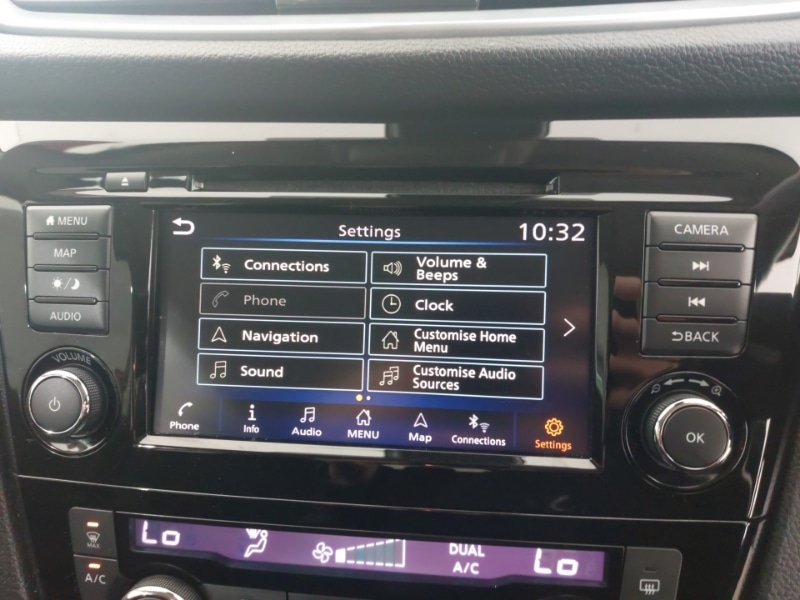 MENU
MAP
AUDIO
VOLUME
Settings
10:32
Connections
Volume &
Beeps
Phone
Clock
Navigation
Customise Home
Menu
Sound
Customise Audio
Sources
Phone
Info
Audio
MENU
Map
Connections
Settings
CAMERA
BACK
OK
MAX
A/C
Lo
DUAL
A/C
Lo